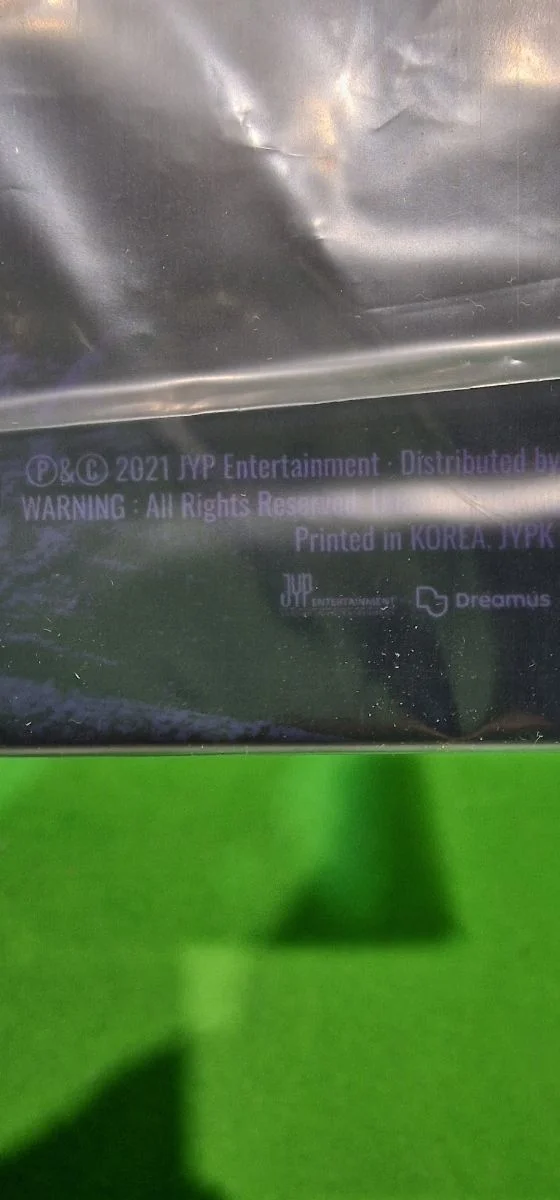 Ⓟ&Ⓒ 2021 JYP Entertainment · Distributed by
WARNING : All Rights Reserved.
Printed in KOREA. JYPK
JYP ENTERTAINMENT
Dreamus